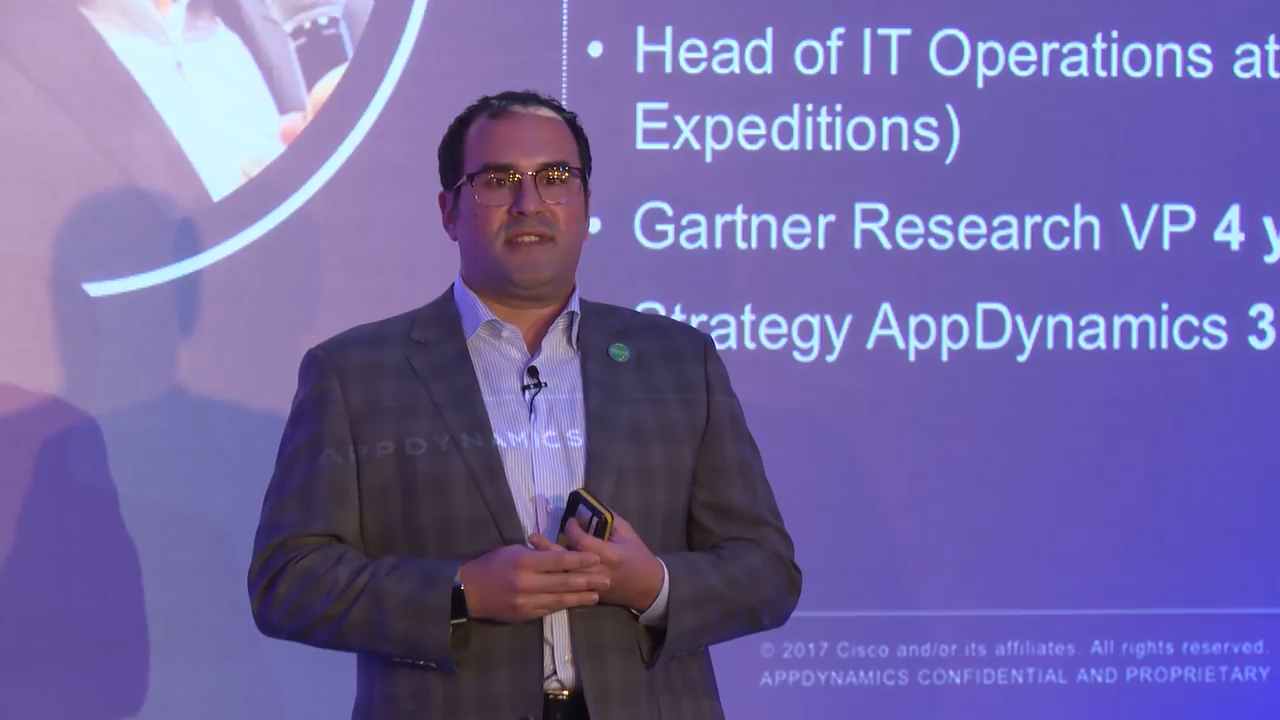 • Head of IT Operations at
Expeditions)
• Gartner Research VP 4 y
Strategy AppDynamics 3
APPDYNAMICS
© 2017 Cisco and/or its affiliates. All rights reserved.
APPDYNAMICS CONFIDENTIAL AND PROPRIETARY